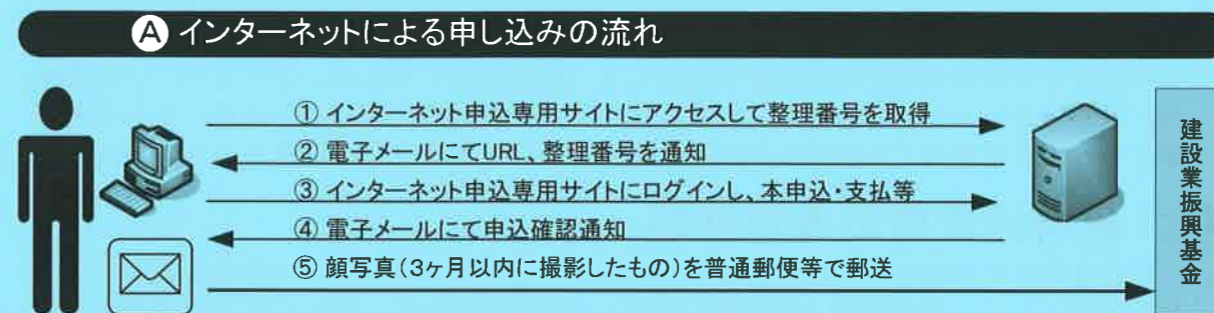 A インターネットによる申し込みの流れ
① インターネット申込専用サイトにアクセスして整理番号を取得
② 電子メールにてURL、整理番号を通知
③ インターネット申込専用サイトにログインし、本申込・支払等
④ 電子メールにて申込確認通知
⑤ 顔写真(3ヶ月以内に撮影したもの)を普通郵便等で郵送
建設業振興基金